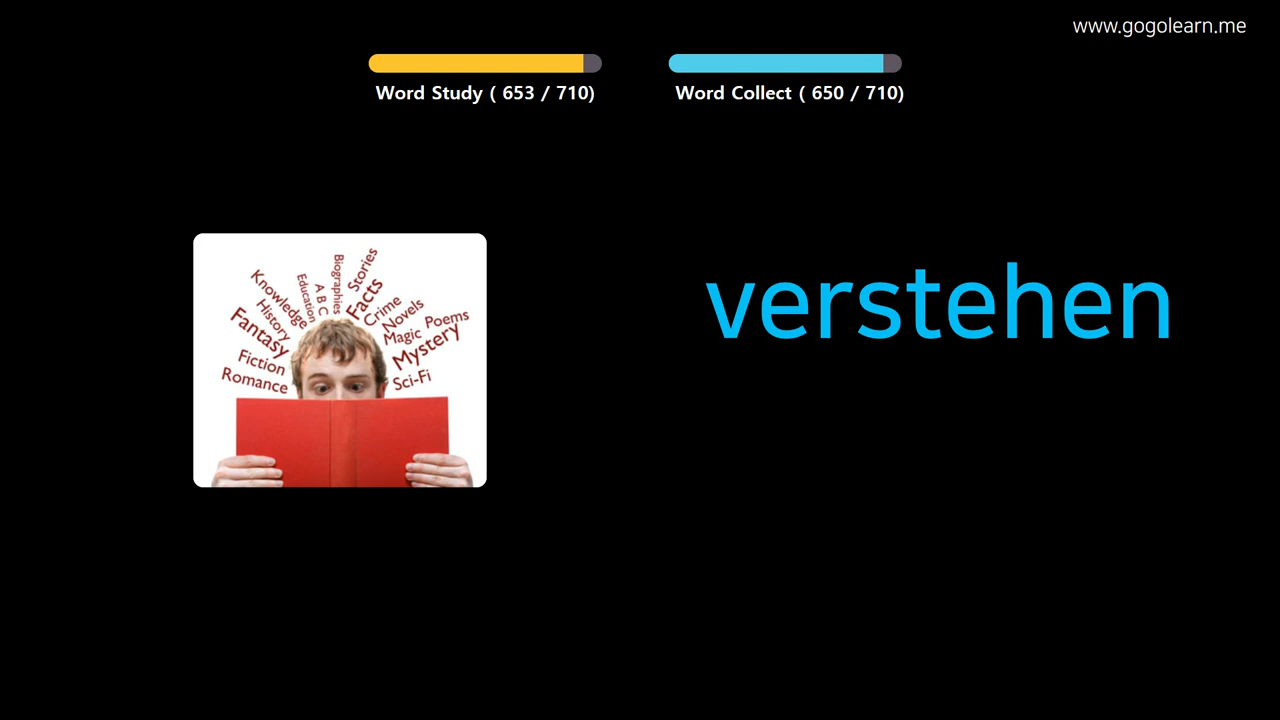 www.gogolearn.me
Word Study ( 653 / 710)
Word Collect ( 650 / 710)
verstehen
Knowledge
History
Fantasy
Fiction
Romance
Education
A B C
Biographies
Stories
Facts
Crime
Novels
Magic
Poems
Mystery
Sci-Fi